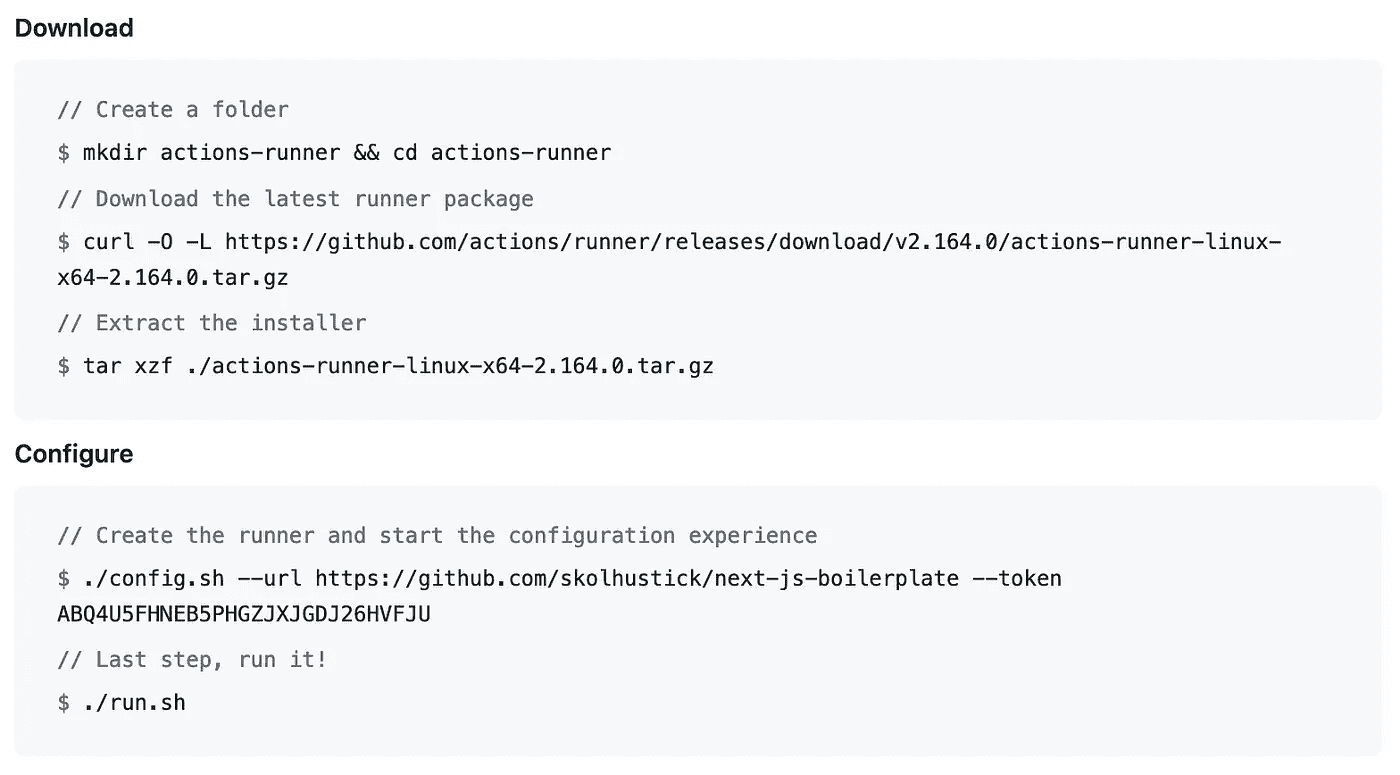 Download
// Create a folder
$ mkdir actions-runner && cd actions-runner
// Download the latest runner package
$ curl -O -L https://github.com/actions/runner/releases/download/v2.164.0/actions-runner-linux-
x64-2.164.0.tar.gz
// Extract the installer
$ tar xzf ./actions-runner-linux-x64-2.164.0.tar.gz
Configure
// Create the runner and start the configuration experience
$ ./config.sh --url https://github.com/skolhustick/next-js-boilerplate --token
ABQ4U5FHNEB5PHGZJXJGDJ26HVFJU
// Last step, run it!
$ ./run.sh